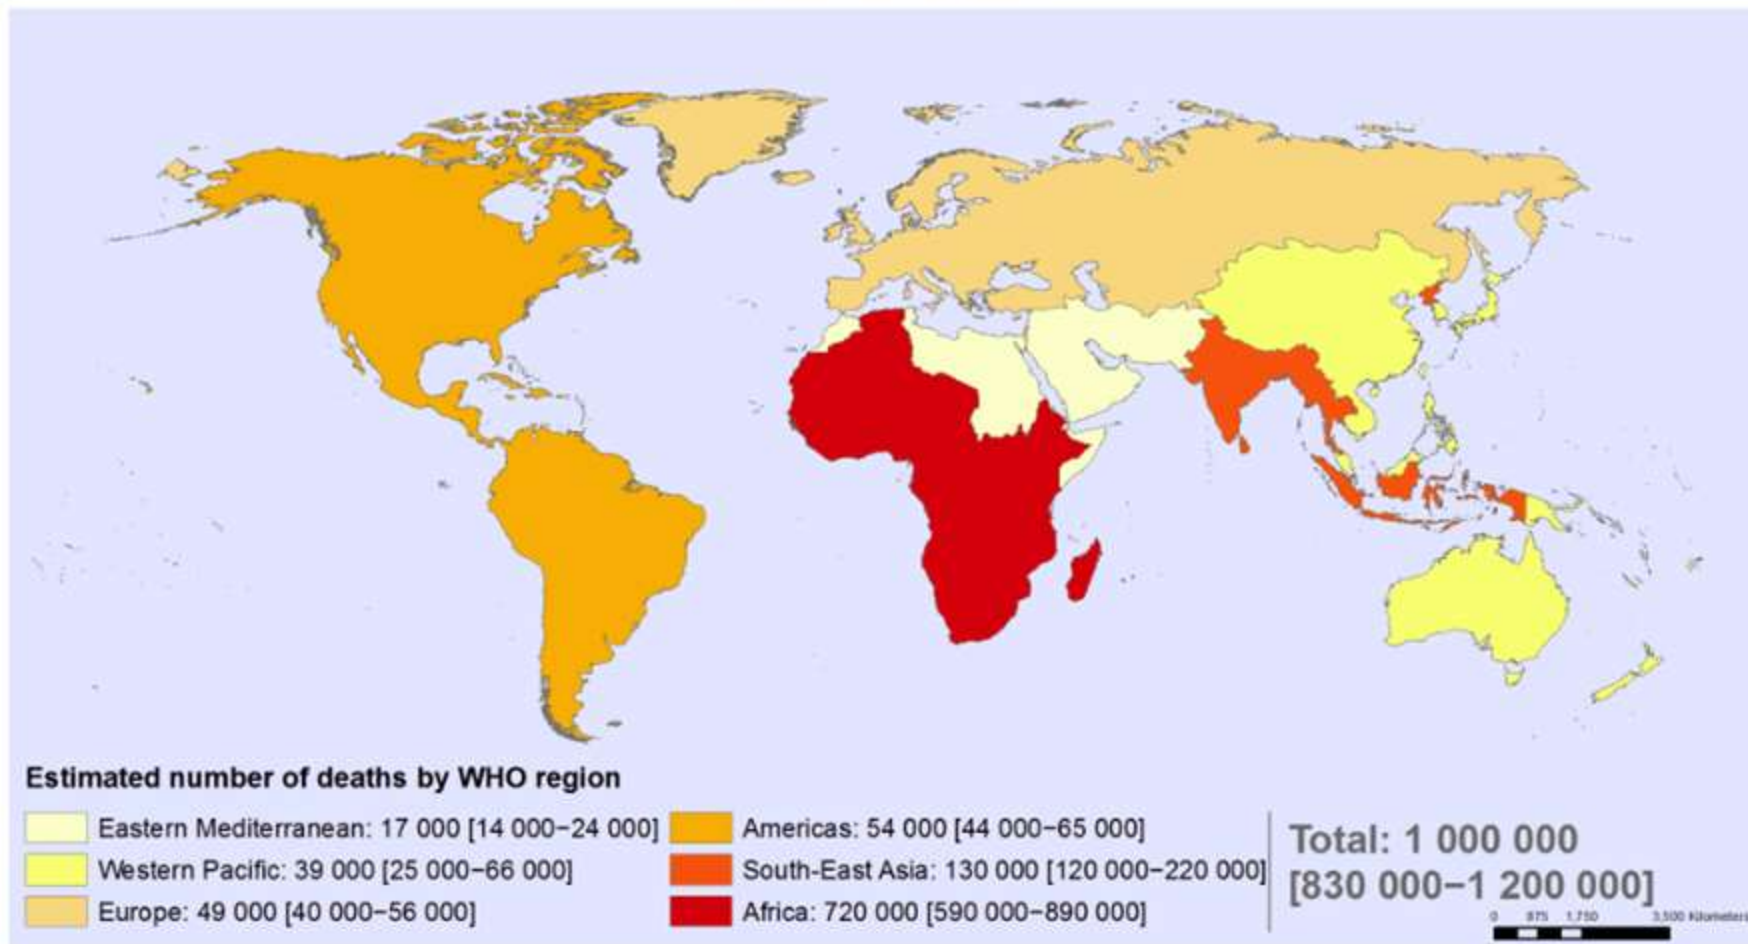 Estimated number of deaths by WHO region
Eastern Mediterranean: 17 000 [14 000–24 000]
Western Pacific: 39 000 [25 000–66 000]
Europe: 49 000 [40 000–56 000]
Americas: 54 000 [44 000–65 000]
South-East Asia: 130 000 [120 000–220 000]
Africa: 720 000 [590 000–890 000]
Total: 1 000 000
[830 000–1 200 000]
0 875 1,750 3,500 Kilometers